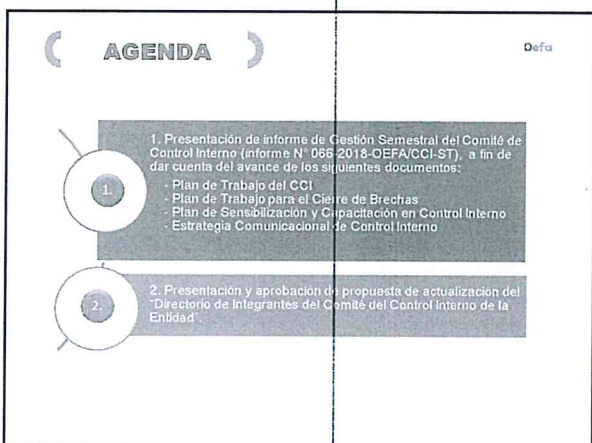 AGENDA
Oefa
1. Presentación de informe de Gestión Semestral del Comité de
Control Interno (informe N° 066-2018-OEFA/CCI-ST), a fin de
dar cuenta del avance de los siguientes documentos:
- Plan de Trabajo del CCI
- Plan de Trabajo para el Cierre de Brechas
- Plan de Sensibilización y Capacitación en Control Interno
- Estrategia Comunicacional de Control Interno
1.
2. Presentación y aprobación de propuesta de actualización del
"Directorio de Integrantes del Comité del Control Interno de la
Entidad".
2.